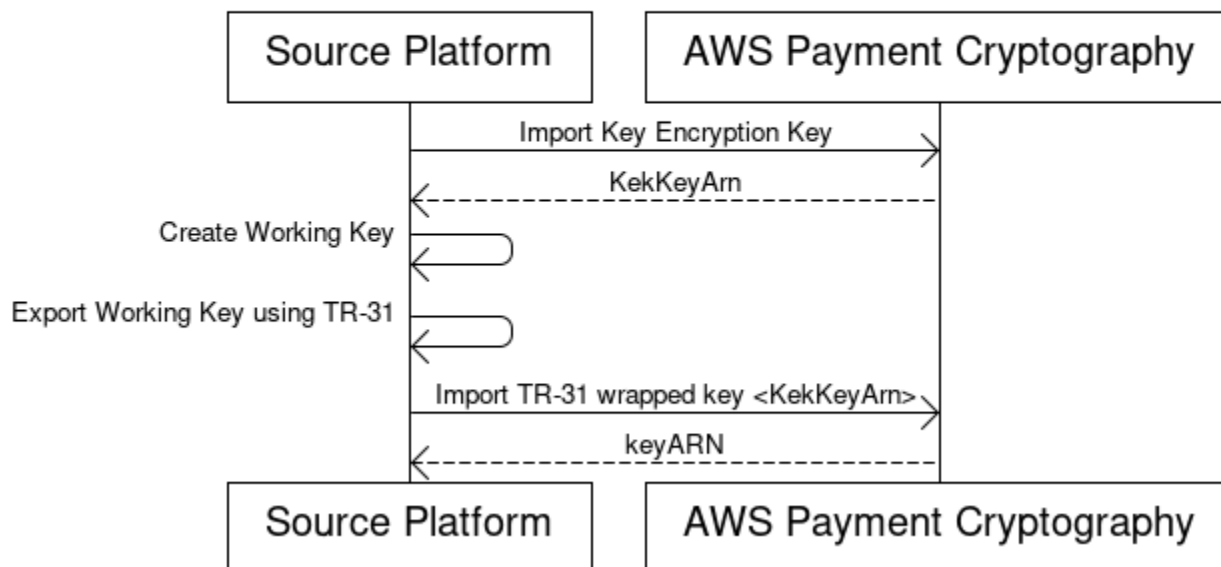 Source Platform
AWS Payment Cryptography
Import Key Encryption Key
KekKeyArn
Create Working Key
Export Working Key using TR-31
Import TR-31 wrapped key <KekKeyArn>
keyARN
Source Platform
AWS Payment Cryptography